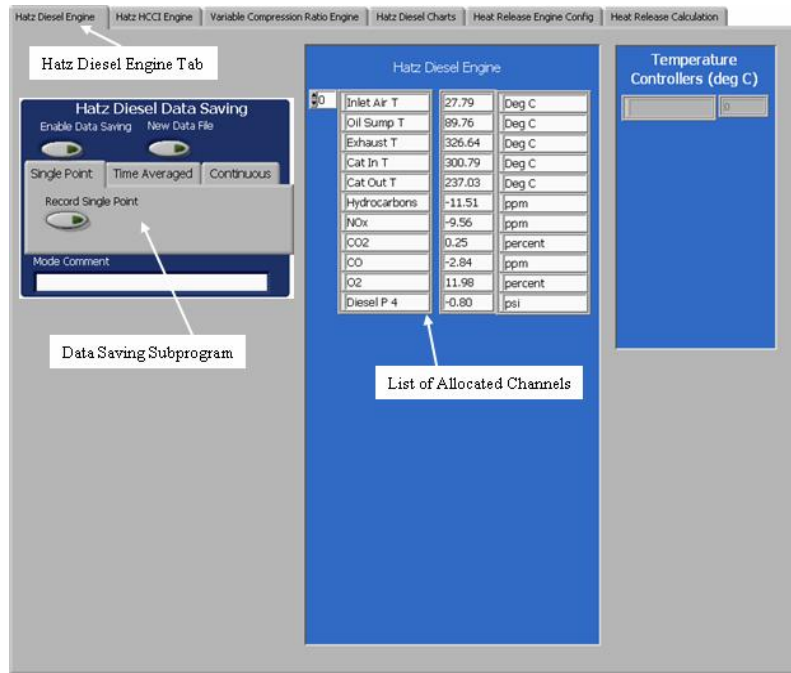 Hatz Diesel Engine Hatz HCCI Engine Variable Compression Ratio Engine Hatz Diesel Charts Heat Release Engine Config Heat Release Calculation
Hatz Diesel Engine Tab
Hatz Diesel Data Saving
Enable Data Saving New Data File
Single Point Time Averaged Continuous
Record Single Point
Mode Comment
Data Saving Subprogram
Hatz Diesel Engine
0 Inlet Air T 27.79 Deg C
Oil Sump T 89.76 Deg C
Exhaust T 326.64 Deg C
Cat In T 300.79 Deg C
Cat Out T 237.03 Deg C
Hydrocarbons -11.51 ppm
NOx -9.56 ppm
CO2 0.25 percent
CO -2.84 ppm
O2 11.98 percent
Diesel P 4 -0.80 psi
List of Allocated Channels
Temperature
Controllers (deg C)
0